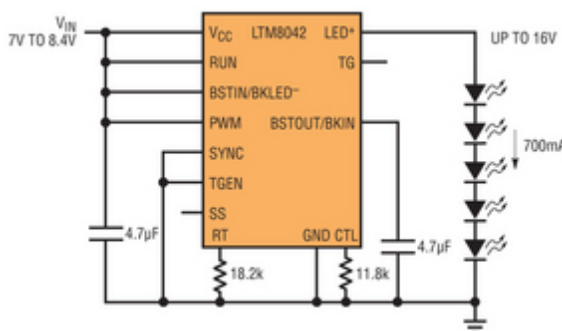 VIN
7V TO 8.4V
VCC
LTM8042
LED+
UP TO 16V
RUN
TG
BSTIN/BKLED–
PWM
BSTOUT/BKIN
700mA
SYNC
TGEN
SS
4.7µF
RT
GND CTL
4.7µF
18.2k
11.8k